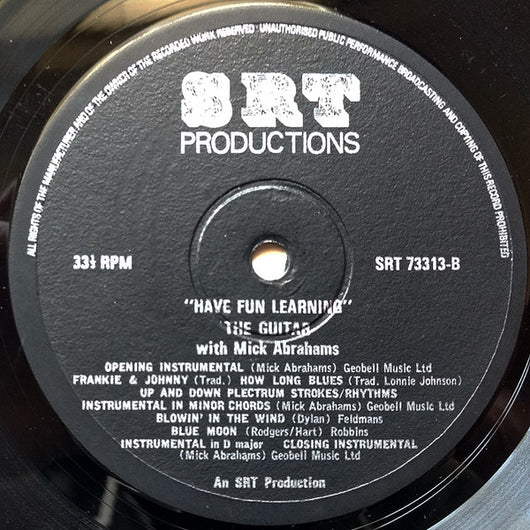 ALL RIGHTS OF THE MANUFACTURER AND OF THE OWNER OF THE RECORDED WORK RESERVED · UNAUTHORISED PUBLIC PERFORMANCE BROADCASTING AND COPYING OF THIS RECORD PROHIBITED
SRT
PRODUCTIONS
33⅓ RPM
SRT 73313-B
"HAVE FUN LEARNING"
THE GUITAR
with Mick Abrahams
OPENING INSTRUMENTAL (Mick Abrahams) Geobell Music Ltd
FRANKIE & JOHNNY (Trad.) HOW LONG BLUES (Trad. Lonnie Johnson)
UP AND DOWN PLECTRUM STROKES/RHYTHMS
INSTRUMENTAL IN MINOR CHORDS (Mick Abrahams) Geobell Music Ltd
BLOWIN' IN THE WIND (Dylan) Feldmans
BLUE MOON (Rodgers/Hart) Robbins
INSTRUMENTAL in D major CLOSING INSTRUMENTAL
(Mick Abrahams) Geobell Music Ltd
An SRT Production